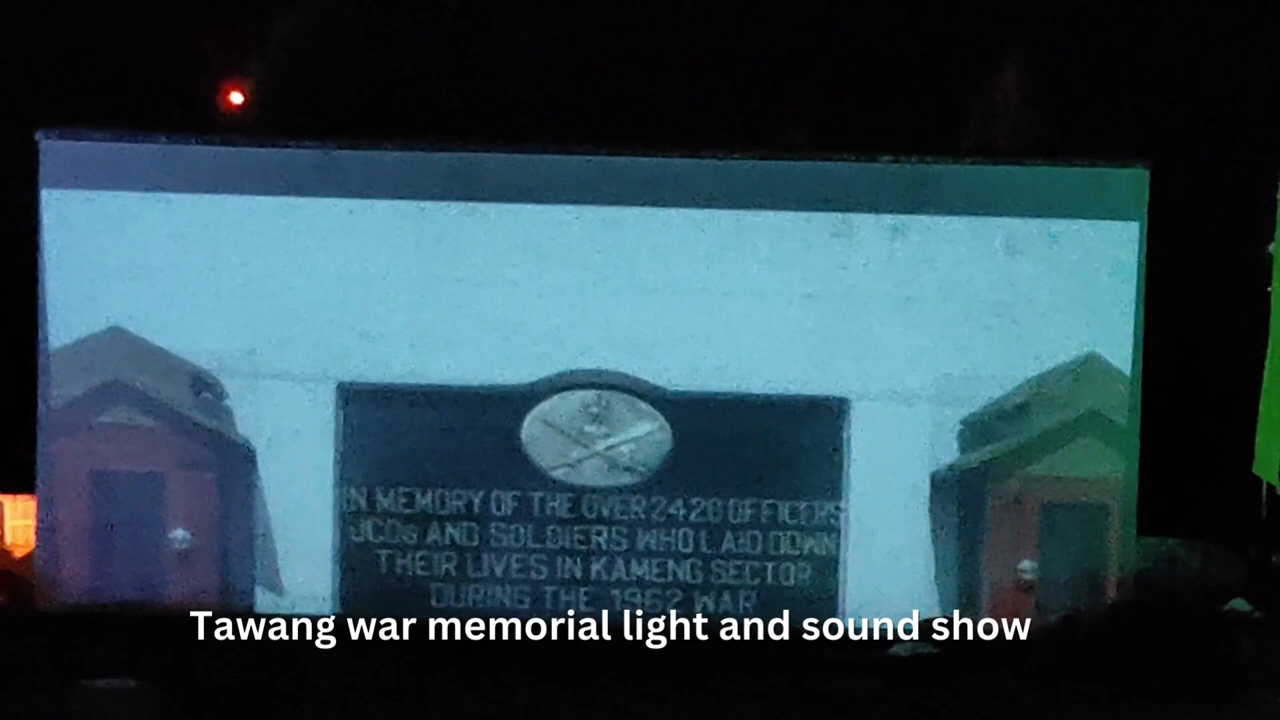 IN MEMORY OF THE OVER 2420 OFFICERS
JCOs AND SOLDIERS WHO LAID DOWN
THEIR LIVES IN KAMENG SECTOR
DURING THE 1962 WAR
Tawang war memorial light and sound show